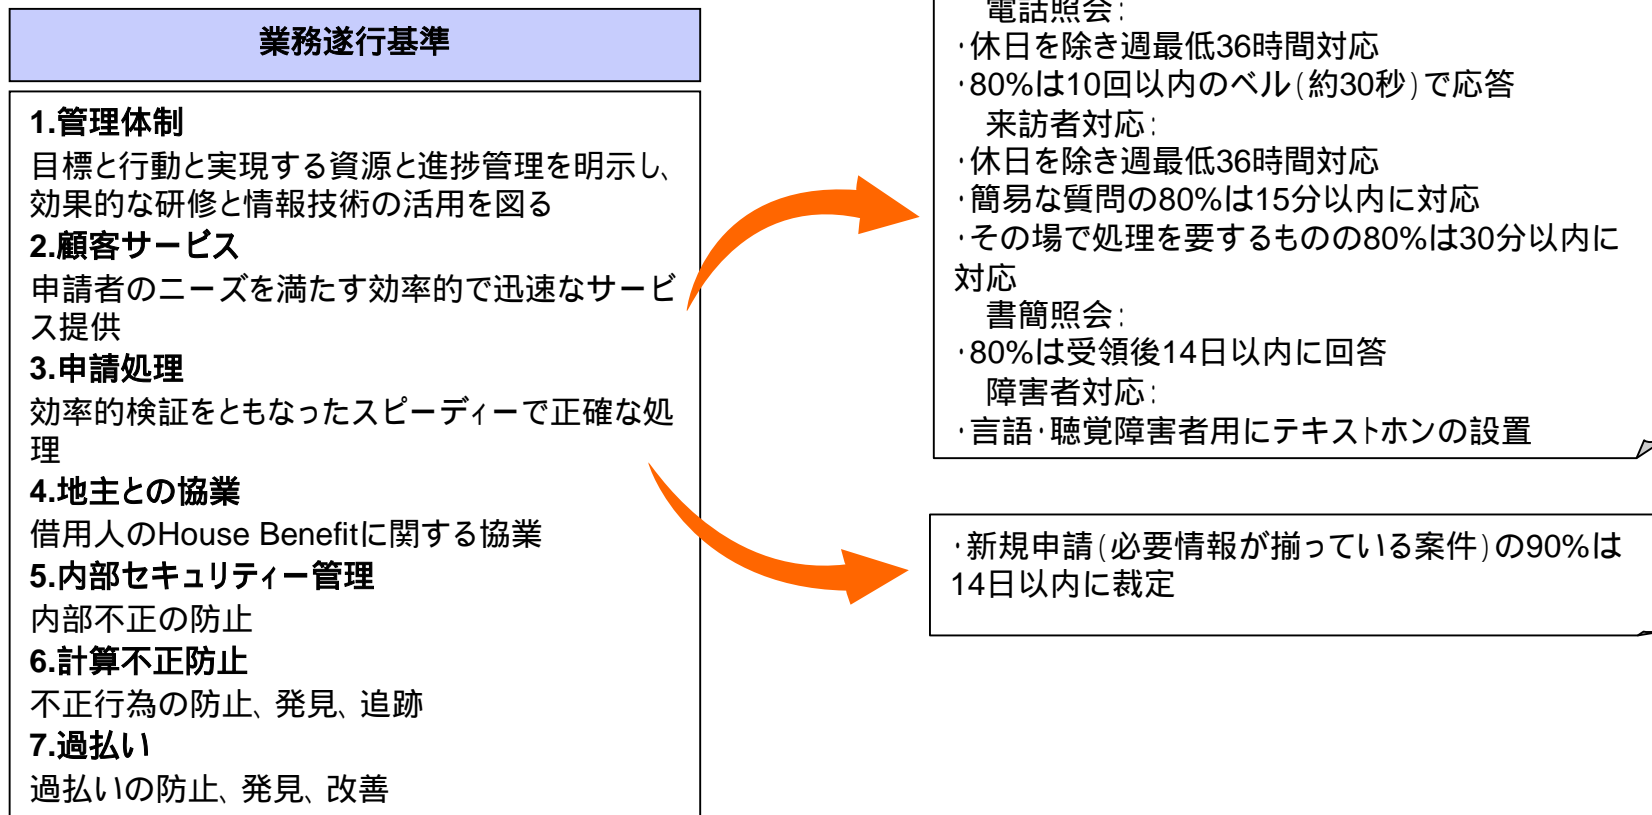 業務遂行基準
1.管理体制
目標と行動と実現する資源と進捗管理を明示し、
効果的な研修と情報技術の活用を図る
2.顧客サービス
申請者のニーズを満たす効率的で迅速なサービ
ス提供
3.申請処理
効率的検証をともなったスピーディーで正確な処
理
4.地主との協業
借用人のHouse Benefitに関する協業
5.内部セキュリティー管理
内部不正の防止
6.計算不正防止
不正行為の防止、発見、追跡
7.過払い
過払いの防止、発見、改善
電話照会:
・休日を除き週最低36時間対応
・80%は10回以内のベル(約30秒)で応答
来訪者対応:
・休日を除き週最低36時間対応
・簡易な質問の80%は15分以内に対応
・その場で処理を要するものの80%は30分以内に
対応
書簡照会:
・80%は受領後14日以内に回答
障害者対応:
・言語・聴覚障害者用にテキストホンの設置
・新規申請(必要情報が揃っている案件)の90%は
14日以内に裁定